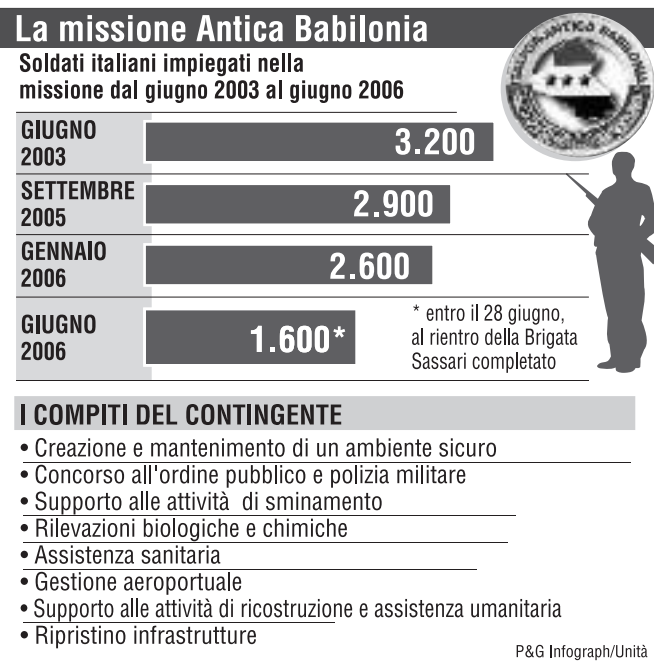 La missione Antica Babilonia
Soldati italiani impiegati nella
missione dal giugno 2003 al giugno 2006
ANTICA BABILONIA
GIUGNO
2003
3.200
SETTEMBRE
2005
2.900
GENNAIO
2006
2.600
GIUGNO
2006
1.600*
* entro il 28 giugno,
al rientro della Brigata
Sassari completato
I COMPITI DEL CONTINGENTE
• Creazione e mantenimento di un ambiente sicuro
• Concorso all'ordine pubblico e polizia militare
• Supporto alle attività di sminamento
• Rilevazioni biologiche e chimiche
• Assistenza sanitaria
• Gestione aeroportuale
• Supporto alle attività di ricostruzione e assistenza umanitaria
• Ripristino infrastrutture
P&G Infograph/Unità